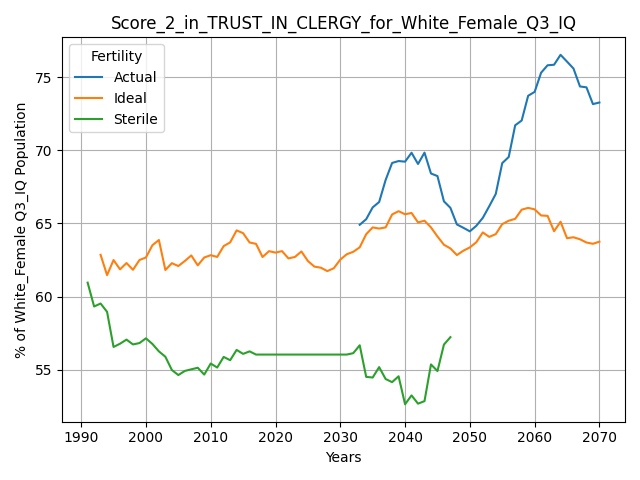 Score_2_in_TRUST_IN_CLERGY_for_White_Female_Q3_IQ
Fertility
Actual
Ideal
Sterile
% of White_Female Q3_IQ Population
75
70
65
60
55
1990 2000 2010 2020 2030 2040 2050 2060 2070
Years